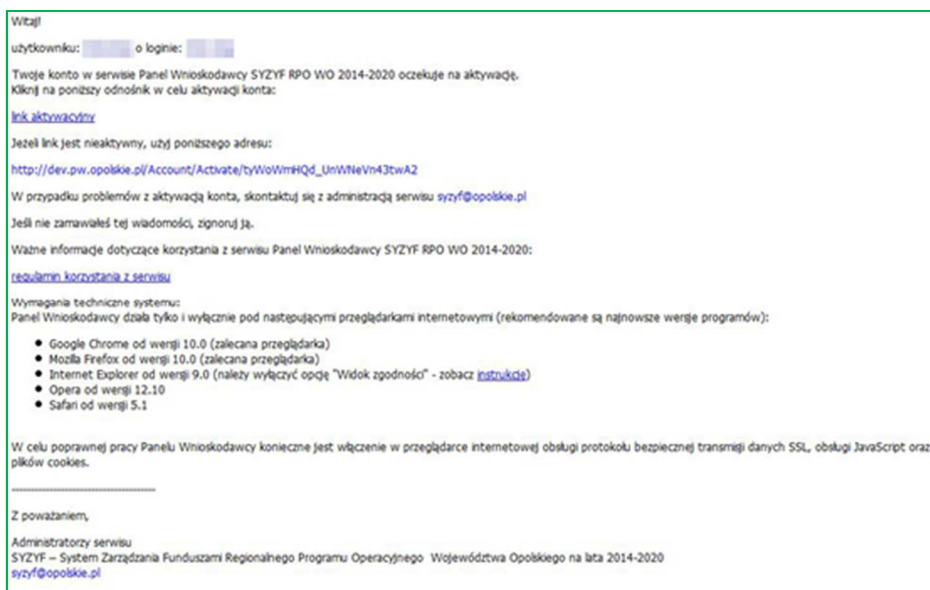 Witaj!
użytkowniku: o loginie:
Twoje konto w serwisie Panel Wnioskodawcy SYZYF RPO WO 2014-2020 oczekuje na aktywację.
Kliknij na poniższy odnośnik w celu aktywacji konta:
link aktywacyjny
Jeżeli link jest nieaktywny, użyj poniższego adresu:
http://dev.pw.opolskie.pl/Account/Activate/tyWoWmHQd_UnWNeVn43twA2
W przypadku problemów z aktywacją konta, skontaktuj się z administracją serwisu syzyf@opolskie.pl
Jeśli nie zamawiałeś tej wiadomości, zignoruj ją.
Ważne informacje dotyczące korzystania z serwisu Panel Wnioskodawcy SYZYF RPO WO 2014-2020:
regulamin korzystania z serwisu
Wymagania techniczne systemu:
Panel Wnioskodawcy działa tylko i wyłącznie pod następującymi przeglądarkami internetowymi (rekomendowane są najnowsze wersje programów):
● Google Chrome od wersji 10.0 (zalecana przeglądarka)
● Mozilla Firefox od wersji 10.0 (zalecana przeglądarka)
● Internet Explorer od wersji 9.0 (należy wyłączyć opcję "Widok zgodności" - zobacz instrukcję)
● Opera od wersji 12.10
● Safari od wersji 5.1
W celu poprawnej pracy Panelu Wnioskodawcy konieczne jest włączenie w przeglądarce internetowej obsługi protokołu bezpiecznej transmisji danych SSL, obsługi JavaScript oraz
plików cookies.
Z poważaniem,
Administratorzy serwisu
SYZYF – System Zarządzania Funduszami Regionalnego Programu Operacyjnego Województwa Opolskiego na lata 2014-2020
syzyf@opolskie.pl